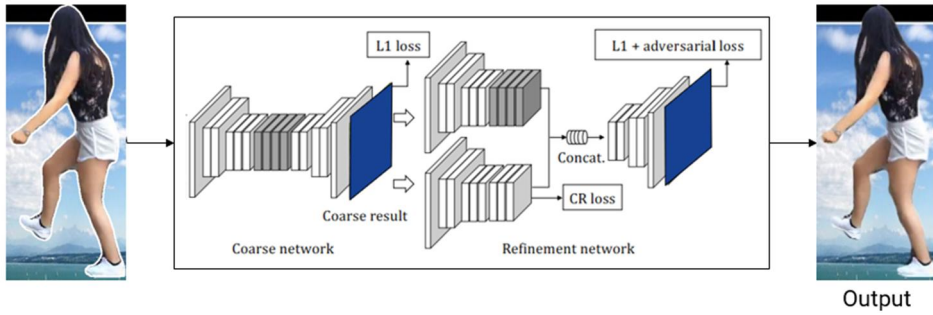 L1 loss
L1 + adversarial loss
Concat.
CR loss
Coarse result
Coarse network
Refinement network
Output